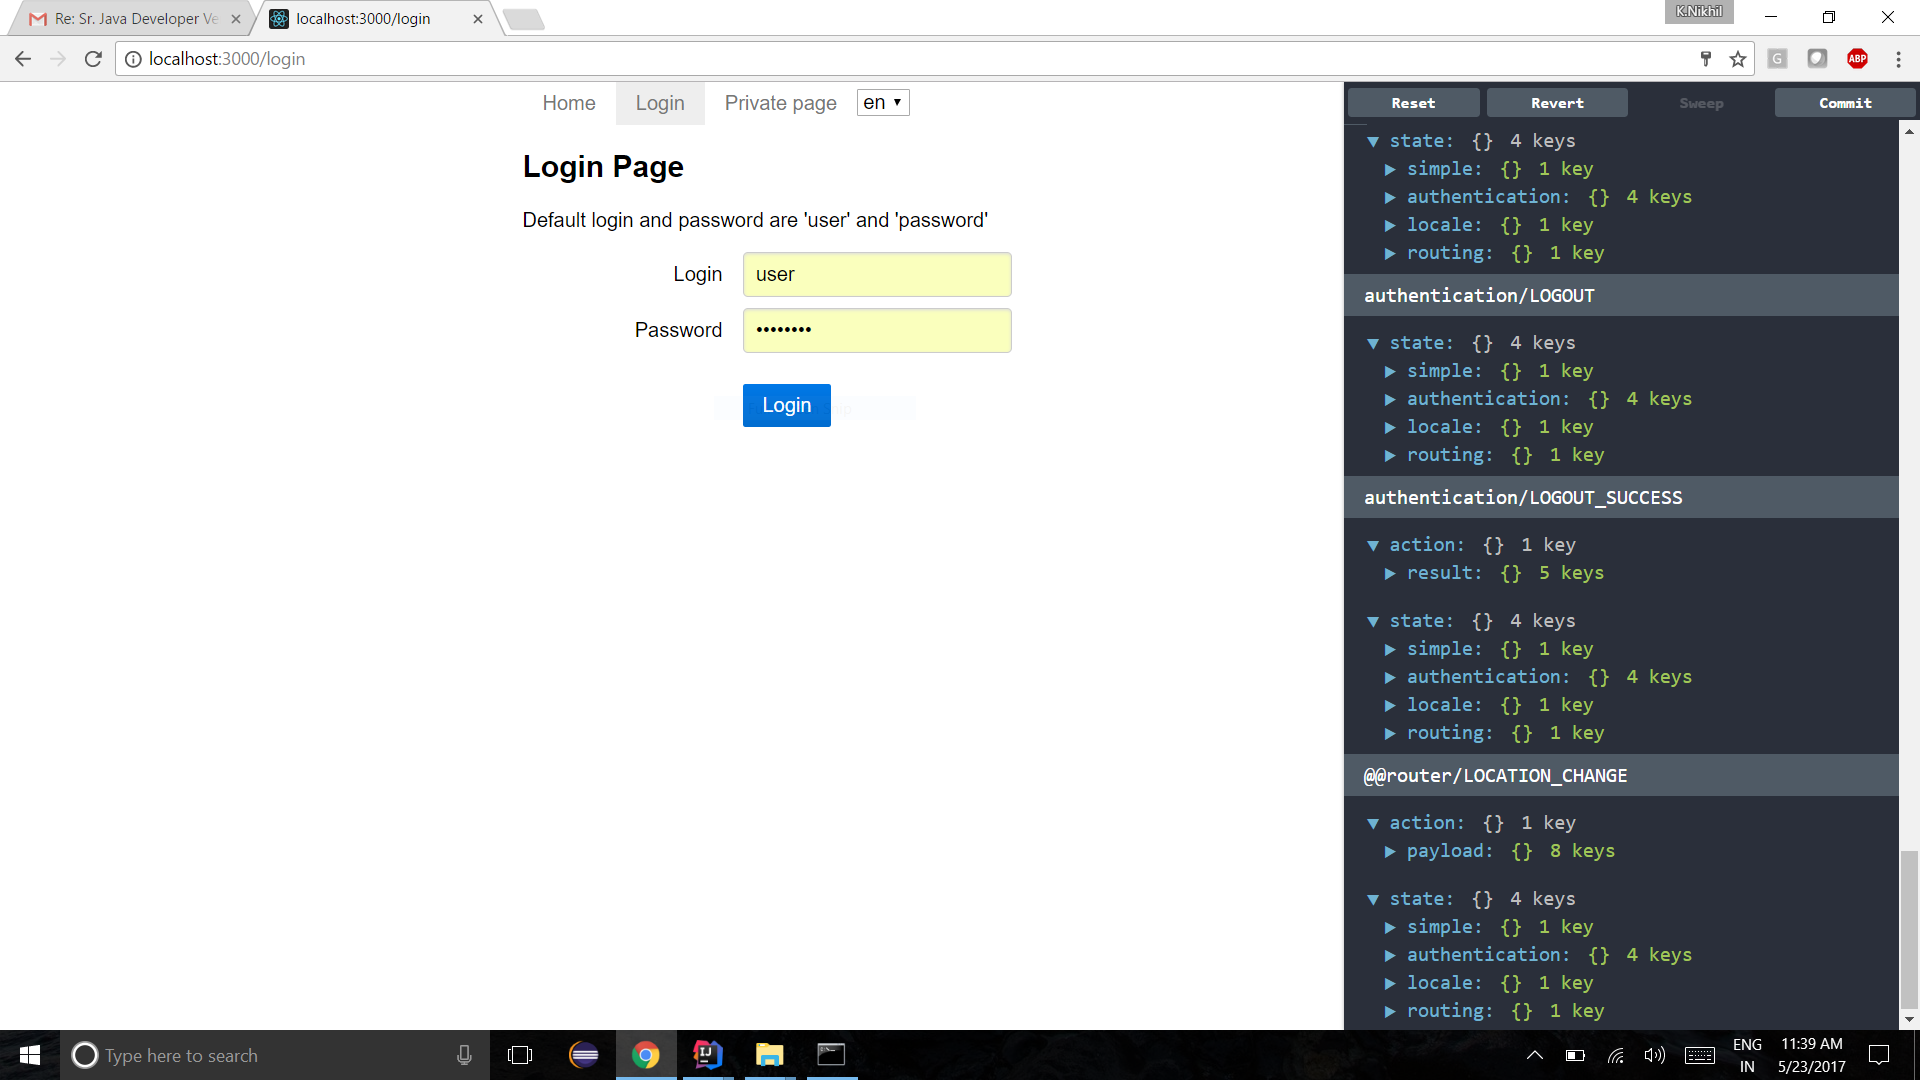 Re: Sr. Java Developer Ve
localhost:3000/login
K.Nikhil
localhost:3000/login
G
ABP
Home
Login
Private page
en
Login Page
Default login and password are 'user' and 'password'
Login
user
Password
••••••••
Login
Reset
Revert
Sweep
Commit
state: {} 4 keys
simple: {} 1 key
authentication: {} 4 keys
locale: {} 1 key
routing: {} 1 key
authentication/LOGOUT
state: {} 4 keys
simple: {} 1 key
authentication: {} 4 keys
locale: {} 1 key
routing: {} 1 key
authentication/LOGOUT_SUCCESS
action: {} 1 key
result: {} 5 keys
state: {} 4 keys
simple: {} 1 key
authentication: {} 4 keys
locale: {} 1 key
routing: {} 1 key
@@router/LOCATION_CHANGE
action: {} 1 key
payload: {} 8 keys
state: {} 4 keys
simple: {} 1 key
authentication: {} 4 keys
locale: {} 1 key
routing: {} 1 key
Type here to search
IJ
ENG
IN
11:39 AM
5/23/2017